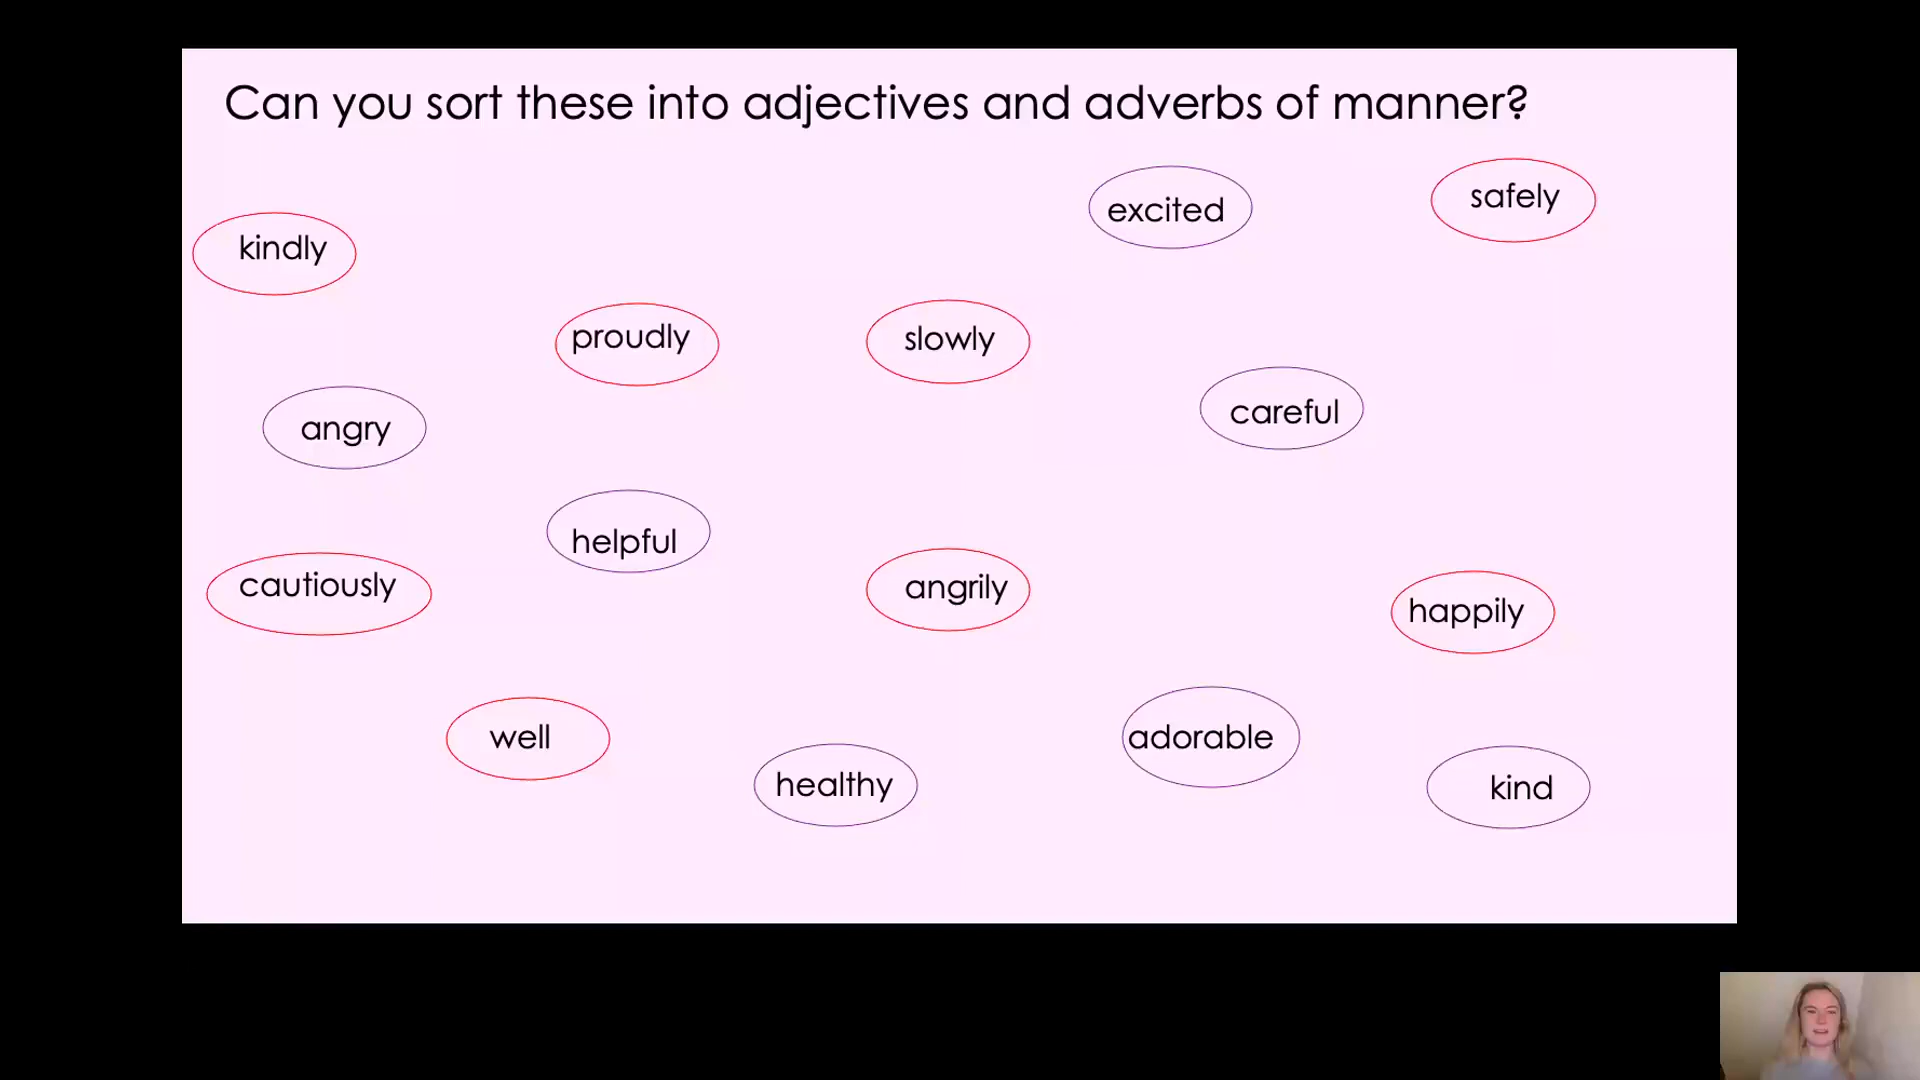 Can you sort these into adjectives and adverbs of manner?
excited
safely
kindly
proudly
slowly
angry
careful
helpful
cautiously
angrily
happily
well
healthy
adorable
kind